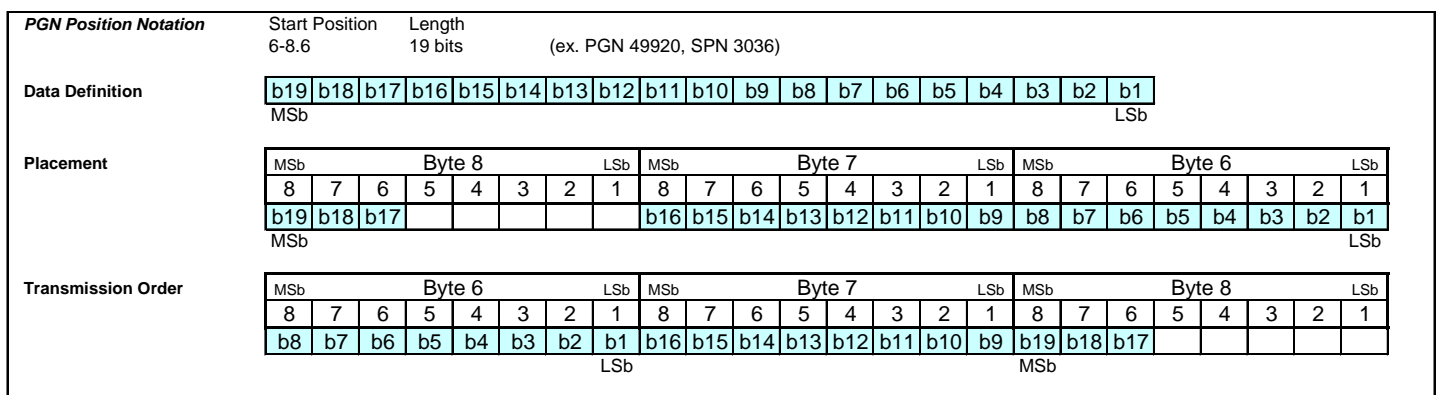 PGN Position Notation Start Position Length
6-8.6 19 bits (ex. PGN 49920, SPN 3036)
Data Definition b19 b18 b17 b16 b15 b14 b13 b12 b11 b10 b9 b8 b7 b6 b5 b4 b3 b2 b1
MSb LSb
Placement MSb Byte 8 LSb MSb Byte 7 LSb MSb Byte 6 LSb
8 7 6 5 4 3 2 1 8 7 6 5 4 3 2 1 8 7 6 5 4 3 2 1
b19 b18 b17 b16 b15 b14 b13 b12 b11 b10 b9 b8 b7 b6 b5 b4 b3 b2 b1
MSb LSb
Transmission Order MSb Byte 6 LSb MSb Byte 7 LSb MSb Byte 8 LSb
8 7 6 5 4 3 2 1 8 7 6 5 4 3 2 1 8 7 6 5 4 3 2 1
b8 b7 b6 b5 b4 b3 b2 b1 b16 b15 b14 b13 b12 b11 b10 b9 b19 b18 b17
LSb MSb